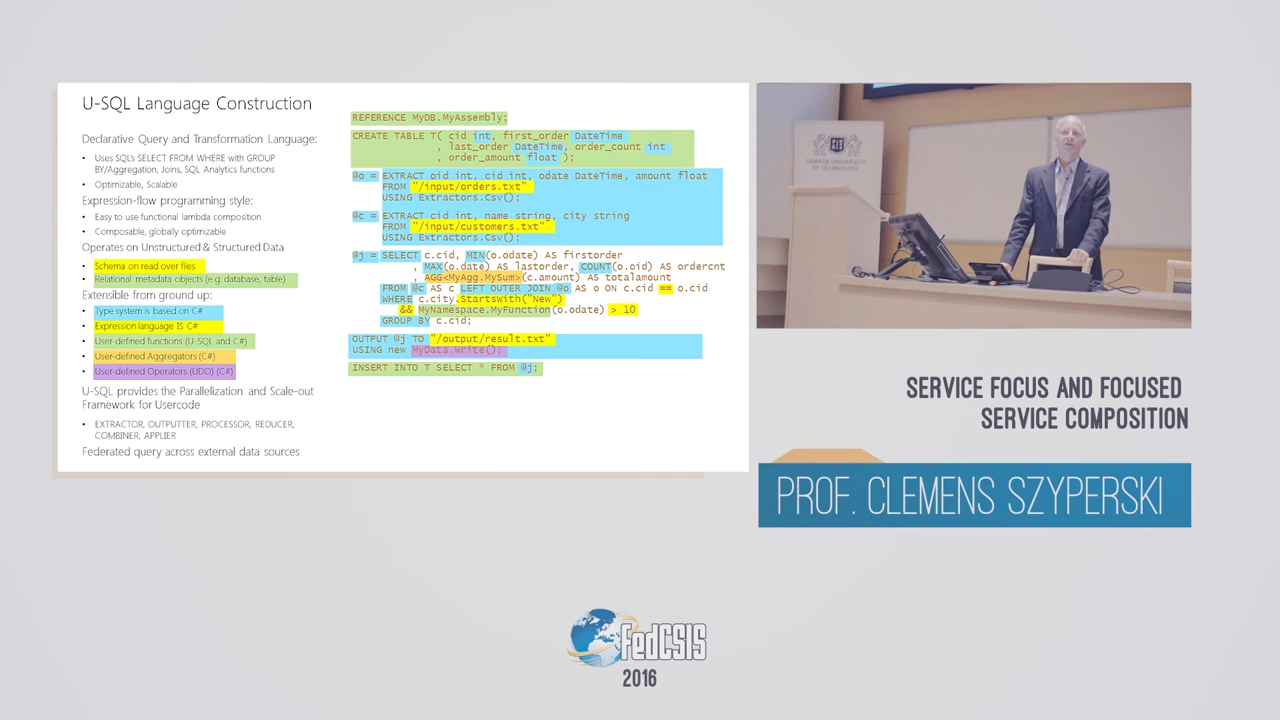 U-SQL Language Construction
Declarative Query and Transformation Language:
• Uses SQL's SELECT FROM WHERE with GROUP
BY/Aggregation, Joins, SQL Analytics functions
• Optimizable, Scalable
Expression-flow programming style:
• Easy to use functional lambda composition
• Composable, globally optimizable
Operates on Unstructured & Structured Data
• Schema on read over files
• Relational metadata objects (e.g. database, table)
Extensible from ground up:
• Type system is based on C#
• Expression language IS C#
• User-defined functions (U-SQL and C#)
• User-defined Aggregators (C#)
• User-defined Operators (UDO) (C#)
U-SQL provides the Parallelization and Scale-out
Framework for Usercode
• EXTRACTOR, OUTPUTTER, PROCESSOR, REDUCER,
COMBINER, APPLIER
Federated query across external data sources
REFERENCE MyDB.MyAssembly;
CREATE TABLE T( cid int, first_order DateTime
, last_order DateTime, order_count int
, order_amount float );
@o = EXTRACT oid int, cid int, odate DateTime, amount float
FROM "/input/orders.txt"
USING Extractors.Csv();
@c = EXTRACT cid int, name string, city string
FROM "/input/customers.txt"
USING Extractors.Csv();
@j = SELECT c.cid, MIN(o.odate) AS firstorder
, MAX(o.date) AS lastorder, COUNT(o.oid) AS ordercnt
, AGG<MyAgg.MySum>(c.amount) AS totalamount
FROM @c AS c LEFT OUTER JOIN @o AS o ON c.cid == o.cid
WHERE c.city.StartsWith("New")
&& MyNamespace.MyFunction(o.odate) > 10
GROUP BY c.cid;
OUTPUT @j TO "/output/result.txt"
USING new MyData.Write();
INSERT INTO T SELECT * FROM @j;
GDAŃSK UNIVERSITY
OF TECHNOLOGY
SERVICE FOCUS AND FOCUSED
SERVICE COMPOSITION
PROF. CLEMENS SZYPERSKI
FedCSIS
2016